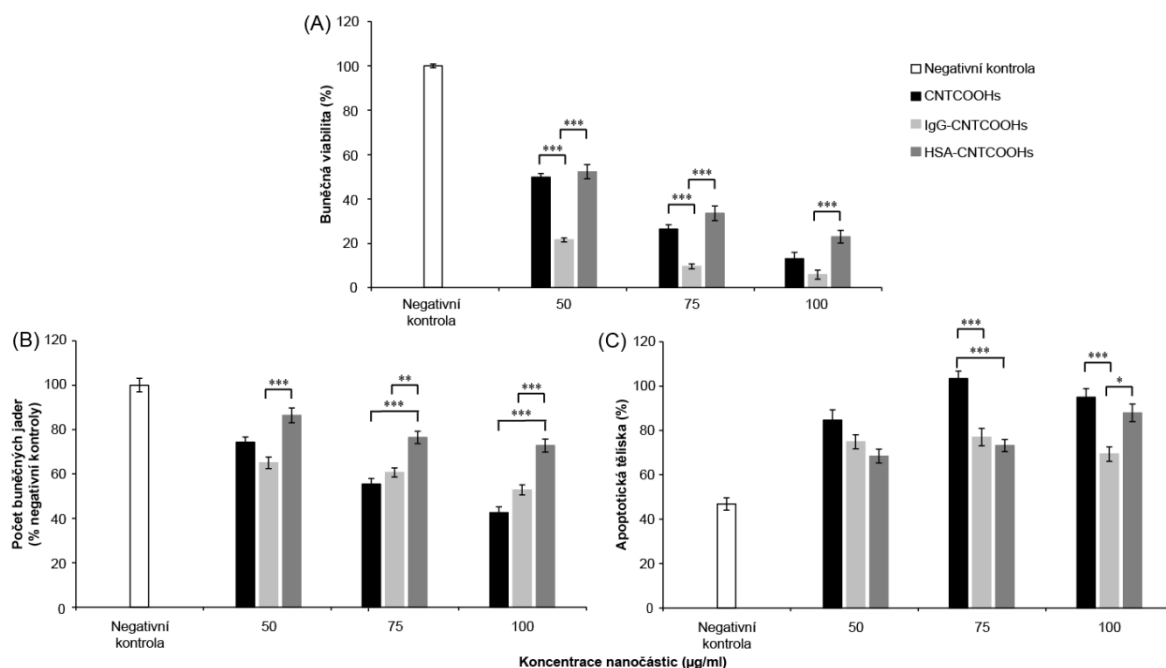 (A)
Buněčná viabilita (%)
120
100
80
60
40
20
0
***
***
***
***
***
Negativní
kontrola
50
75
100
Negativní kontrola
CNTCOOHs
IgG-CNTCOOHs
HSA-CNTCOOHs
(B)
Počet buněčných jader
(% negativní kontroly)
120
100
80
60
40
20
0
***
**
***
***
***
Negativní
kontrola
50
75
100
(C)
Apoptotická tělíska (%)
120
100
80
60
40
20
0
***
***
***
*
Negativní
kontrola
50
75
100
Koncentrace nanočástic (µg/ml)